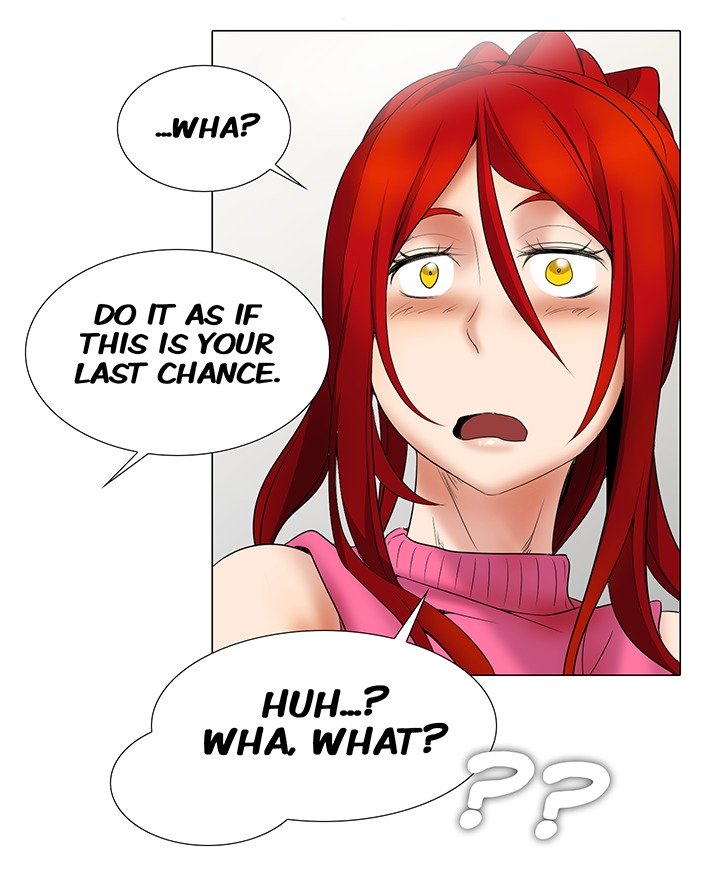 ...WHA?
DO IT AS IF
THIS IS YOUR
LAST CHANCE.
HUH...?
WHA, WHAT?
??